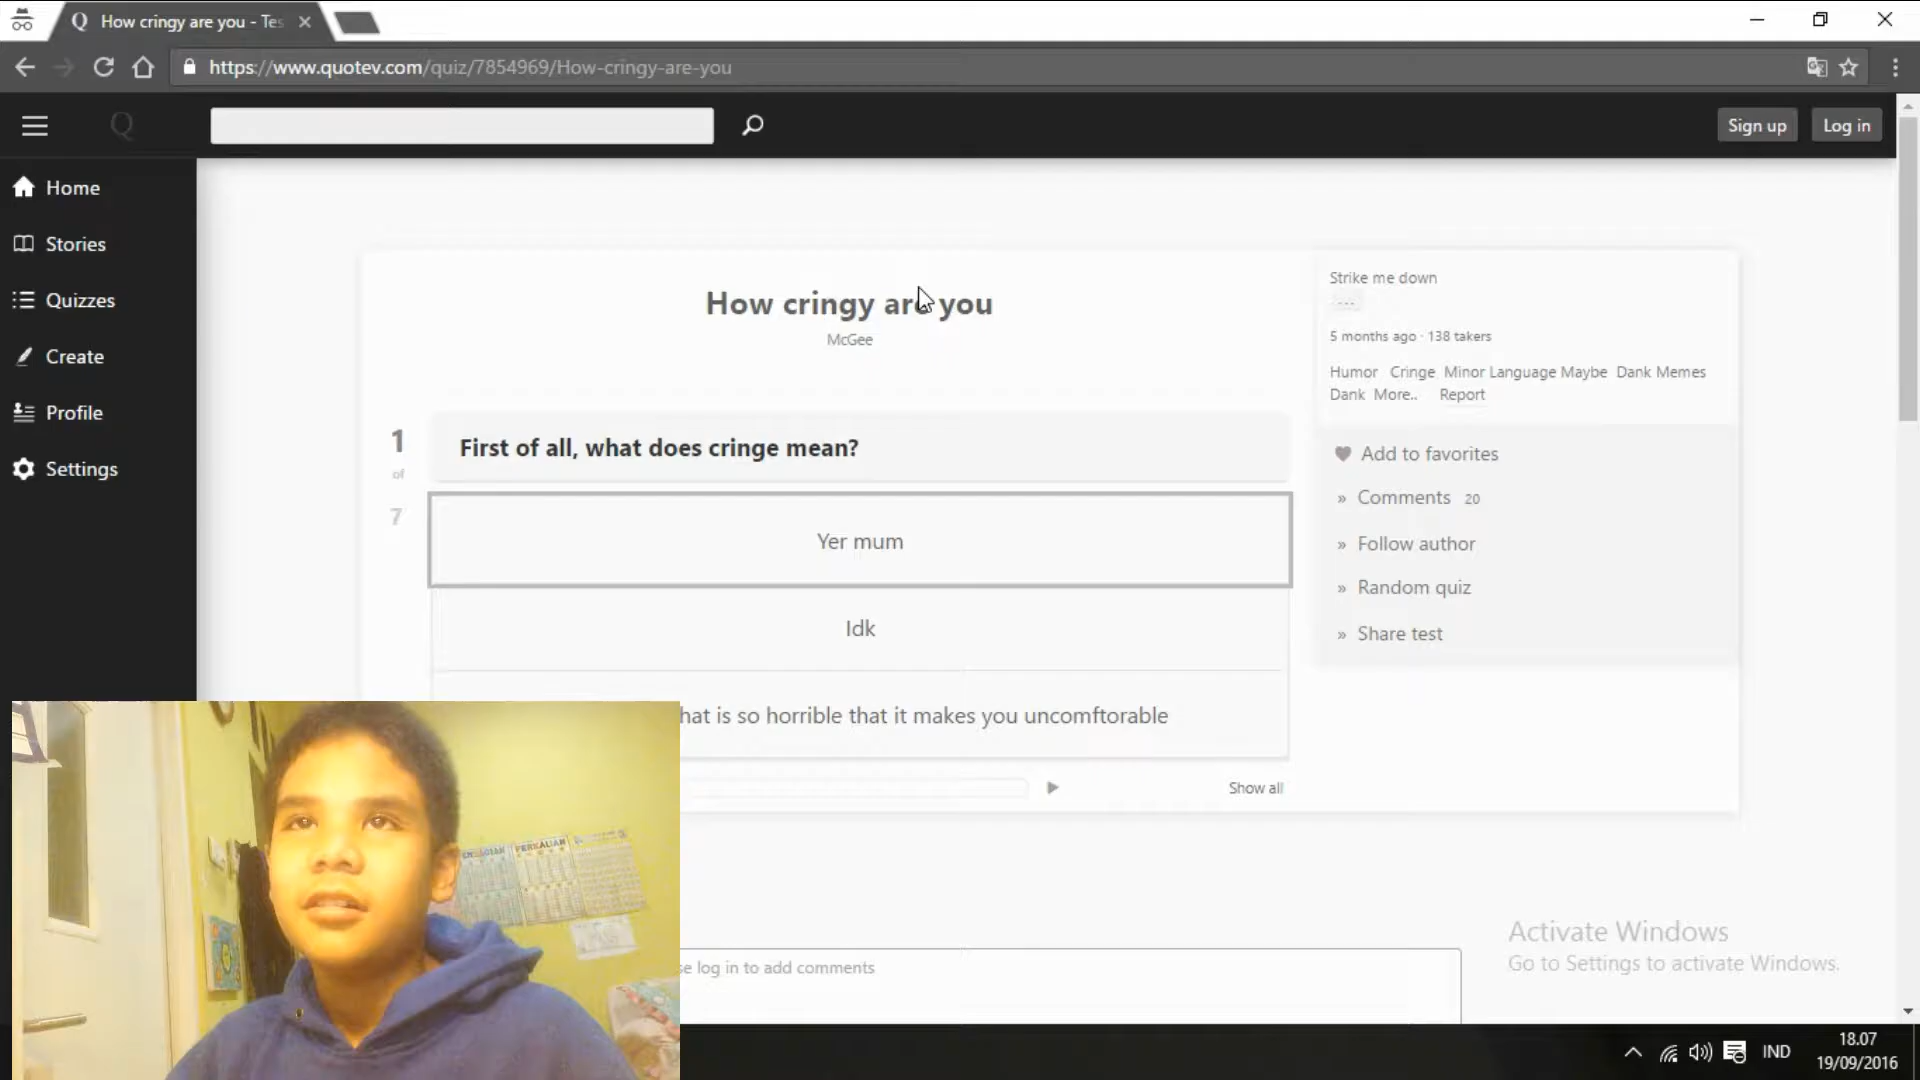 How cringy are you - Tes
https://www.quotev.com/quiz/7854969/How-cringy-are-you
Q
Sign up
Log in
Home
Stories
Quizzes
Create
Profile
Settings
How cringy are you
McGee
1
of
7
First of all, what does cringe mean?
Yer mum
Idk
hat is so horrible that it makes you uncomftorable
Show all
Strike me down
...
5 months ago · 138 takers
Humor Cringe Minor Language Maybe Dank Memes
Dank More.. Report
Add to favorites
» Comments 20
» Follow author
» Random quiz
» Share test
se log in to add comments
PERKALIAN
Activate Windows
Go to Settings to activate Windows.
IND
18.07
19/09/2016